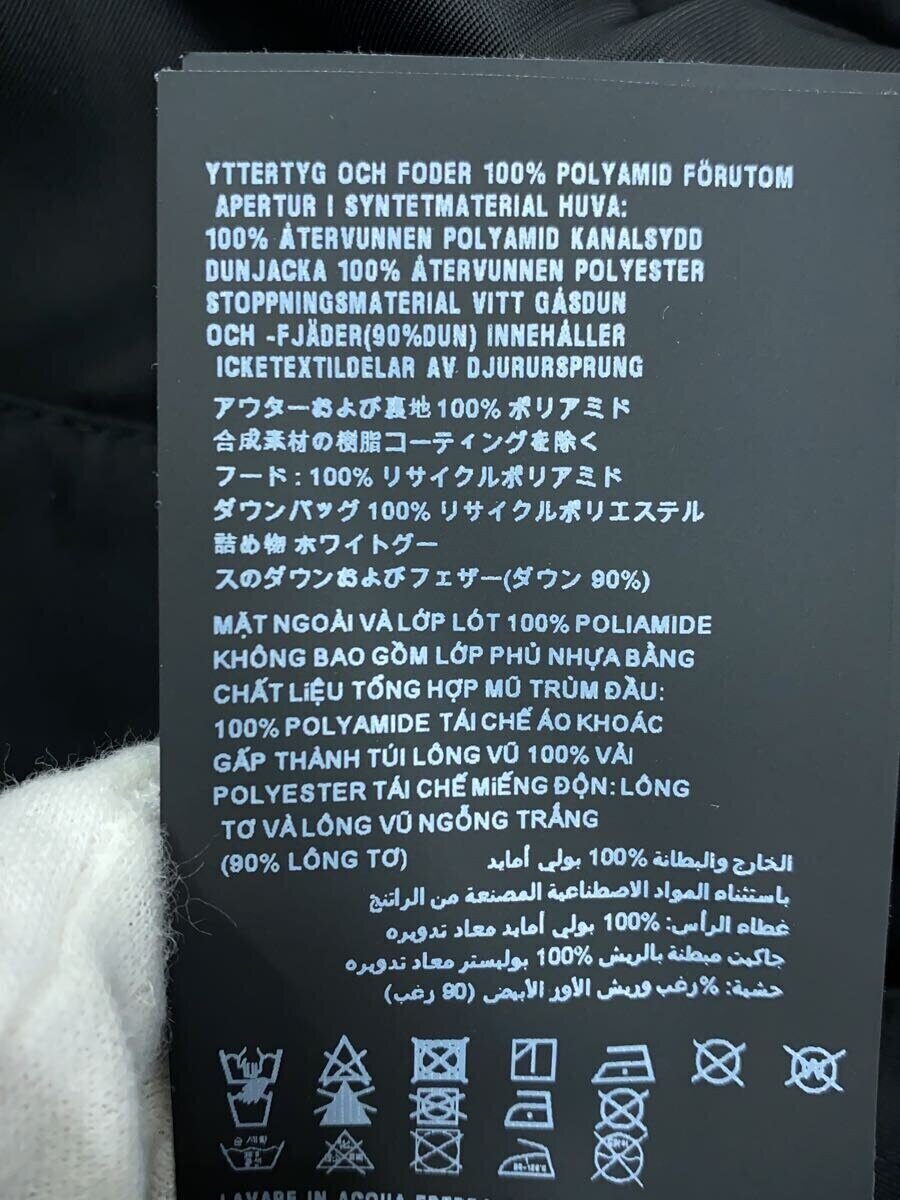 YTTERTYG OCH FODER 100% POLYAMID FÖRUTOM
APERTUR I SYNTETMATERIAL HUVA:
100% ÅTERVUNNEN POLYAMID KANALSYDD
DUNJACKA 100% ÅTERVUNNEN POLYESTER
STOPPNINGSMATERIAL VITT GÅSDUN
OCH -FJÄDER(90%DUN) INNEHÅLLER
ICKETEXTILDELAR AV DJURURSPRUNG
アウターおよび裏地 100% ポリアミド
合成素材の樹脂コーティングを除く
フード : 100% リサイクルポリアミド
ダウンバッグ 100% リサイクルポリエステル
詰め物 ホワイトグー
スのダウンおよびフェザー(ダウン 90%)
MẶT NGOÀI VÀ LỚP LÓT 100% POLIAMIDE
KHÔNG BAO GỒM LỚP PHỦ NHỰA BẰNG
CHẤT LIỆU TỔNG HỢP MŨ TRÙM ĐẦU:
100% POLYAMIDE TÁI CHẾ ÁO KHOÁC
GẤP THÀNH TÚI LÔNG VŨ 100% VẢI
POLYESTER TÁI CHẾ MIẾNG ĐỘN: LÔNG
TƠ VÀ LÔNG VŨ NGỖNG TRẮNG
(90% LÔNG TƠ)
الخارج والبطانة 100% بولي أمايد
باستثناء المواد الاصطناعية المصنعة من الراتنج
غطاء الرأس: 100% بولي أمايد معاد تدويره
جاكيت مبطنة بالريش 100% بوليستر معاد تدويره
حشية: %رغب وريش الأوز الأبيض (90 رغب)
손 세탁
LAVARE IN ACQUA